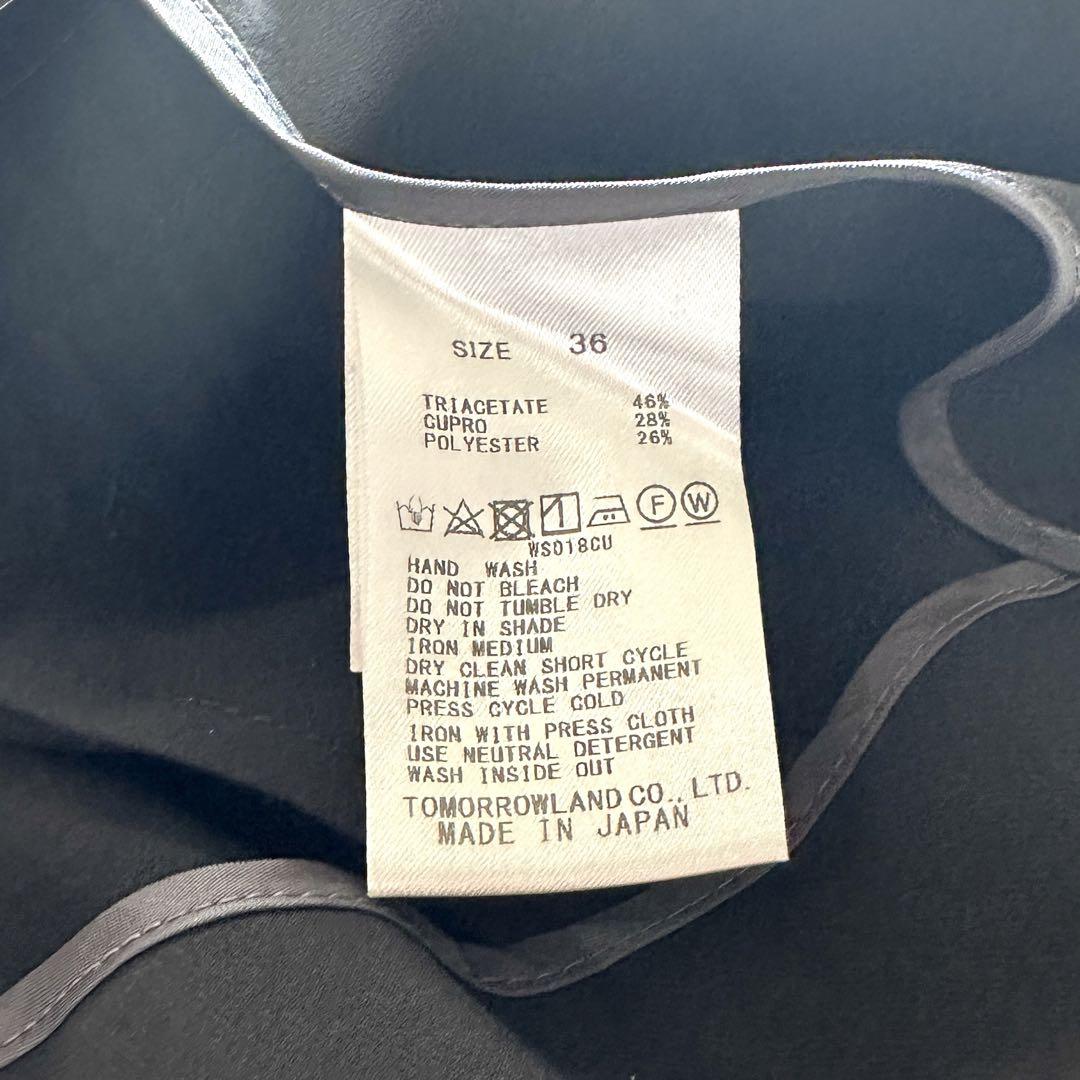 SIZE 36
TRIACETATE 46%
CUPRO 28%
POLYESTER 26%
F W
WS018CU
HAND WASH
DO NOT BLEACH
DO NOT TUMBLE DRY
DRY IN SHADE
IRON MEDIUM
DRY CLEAN SHORT CYCLE
MACHINE WASH PERMANENT
PRESS CYCLE COLD
IRON WITH PRESS CLOTH
USE NEUTRAL DETERGENT
WASH INSIDE OUT
TOMORROWLAND CO., LTD.
MADE IN JAPAN